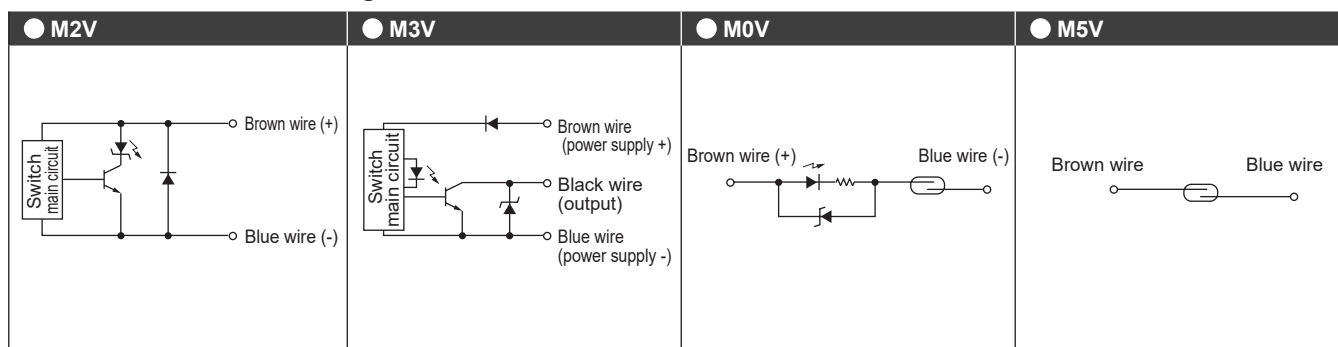 ● M2V
● M3V
● M0V
● M5V
Switch
main circuit
Brown wire (+)
Blue wire (-)
Switch
main circuit
Brown wire
(power supply +)
Black wire
(output)
Blue wire
(power supply -)
Brown wire (+)
Blue wire (-)
Brown wire
Blue wire